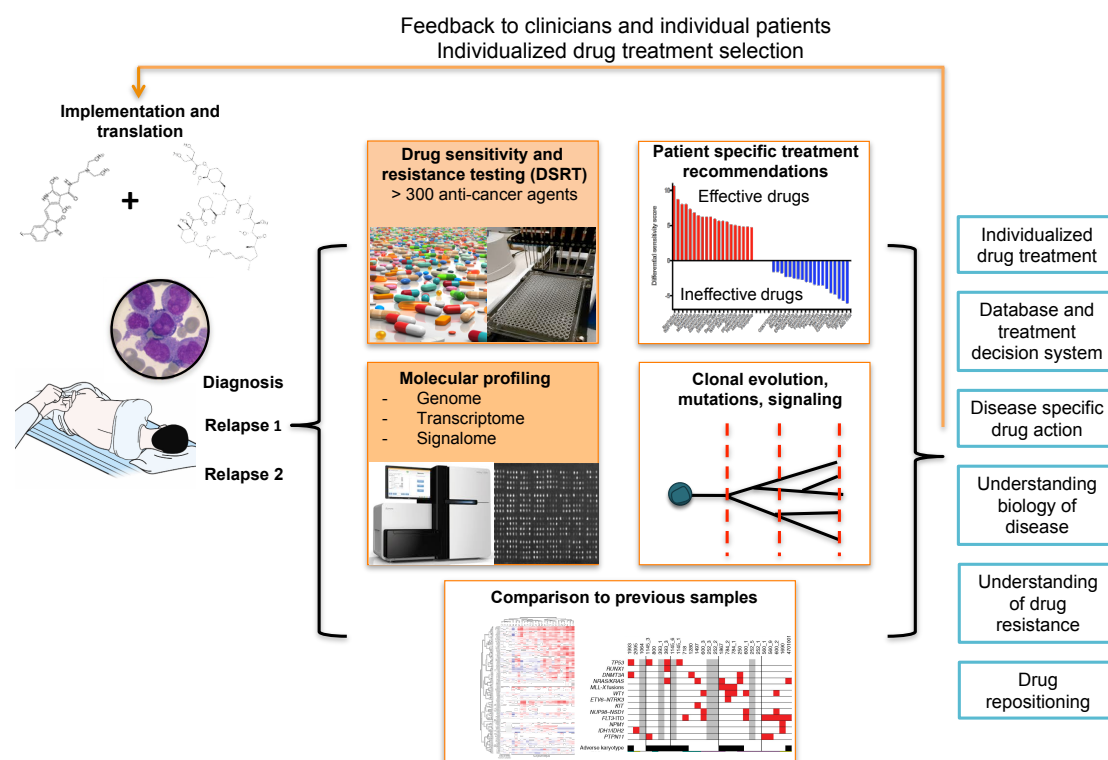 Feedback to clinicians and individual patients
Individualized drug treatment selection
Implementation and
translation
+
Diagnosis
Relapse 1
Relapse 2
Drug sensitivity and
resistance testing (DSRT)
> 300 anti-cancer agents
Patient specific treatment
recommendations
Differential sensitivity score
10
5
0
-5
Effective drugs
Ineffective drugs
Molecular profiling
- Genome
- Transcriptome
- Signalome
Clonal evolution,
mutations, signaling
Comparison to previous samples
TP53
RUNX1
DNMT3A
NRAS/KRAS
MLL-X fusions
WT1
ETV6-NTRK3
KIT
NUP98-NSD1
FLT3-ITD
NPM1
IDH1/IDH2
PTPN11
Adverse karyotype
Individualized
drug treatment
Database and
treatment
decision system
Disease specific
drug action
Understanding
biology of
disease
Understanding
of drug
resistance
Drug
repositioning